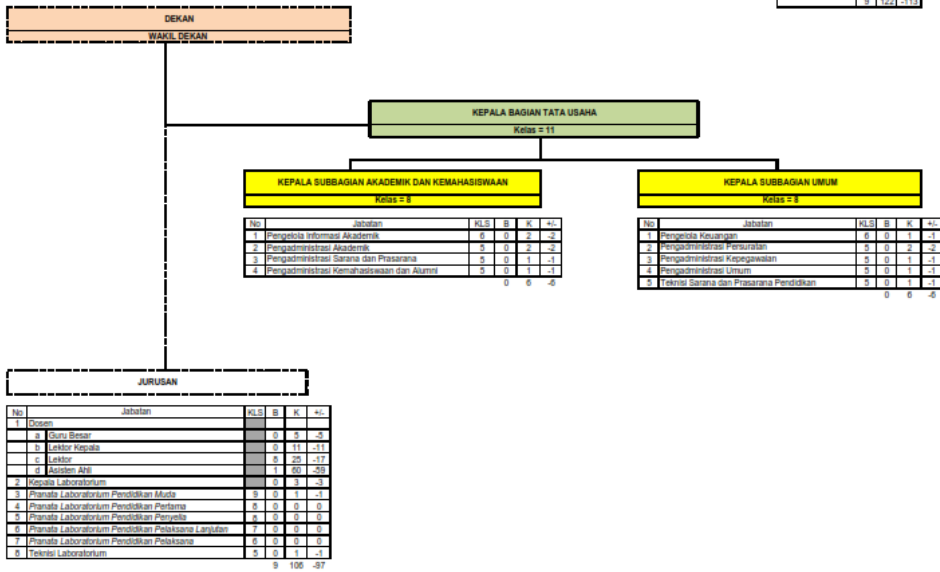 9 122 -113
DEKAN
WAKIL DEKAN
KEPALA BAGIAN TATA USAHA
Kelas = 11
KEPALA SUBBAGIAN AKADEMIK DAN KEMAHASISWAAN
Kelas = 8
No Jabatan KLS B K +/-
1 Pengelola Informasi Akademik 6 0 2 -2
2 Pengadministrasi Akademik 5 0 2 -2
3 Pengadministrasi Sarana dan Prasarana 5 0 1 -1
4 Pengadministrasi Kemahasiswaan dan Alumni 5 0 1 -1
0 6 -6
KEPALA SUBBAGIAN UMUM
Kelas = 8
No Jabatan KLS B K +/-
1 Pengelola Keuangan 6 0 1 -1
2 Pengadministrasi Persuratan 5 0 2 -2
3 Pengadministrasi Kepegawaian 5 0 1 -1
4 Pengadministrasi Umum 5 0 1 -1
5 Teknisi Sarana dan Prasarana Pendidikan 5 0 1 -1
0 6 -6
JURUSAN
No Jabatan KLS B K +/-
1 Dosen
a Guru Besar 0 5 -5
b Lektor Kepala 0 11 -11
c Lektor 8 25 -17
d Asisten Ahli 1 60 -59
2 Kepala Laboratorium 0 3 -3
3 Pranata Laboratorium Pendidikan Muda 9 0 1 -1
4 Pranata Laboratorium Pendidikan Pertama 8 0 0 0
5 Pranata Laboratorium Pendidikan Penyelia 8 0 0 0
6 Pranata Laboratorium Pendidikan Pelaksana Lanjutan 7 0 0 0
7 Pranata Laboratorium Pendidikan Pelaksana 6 0 0 0
8 Teknisi Laboratorium 5 0 1 -1
9 106 -97